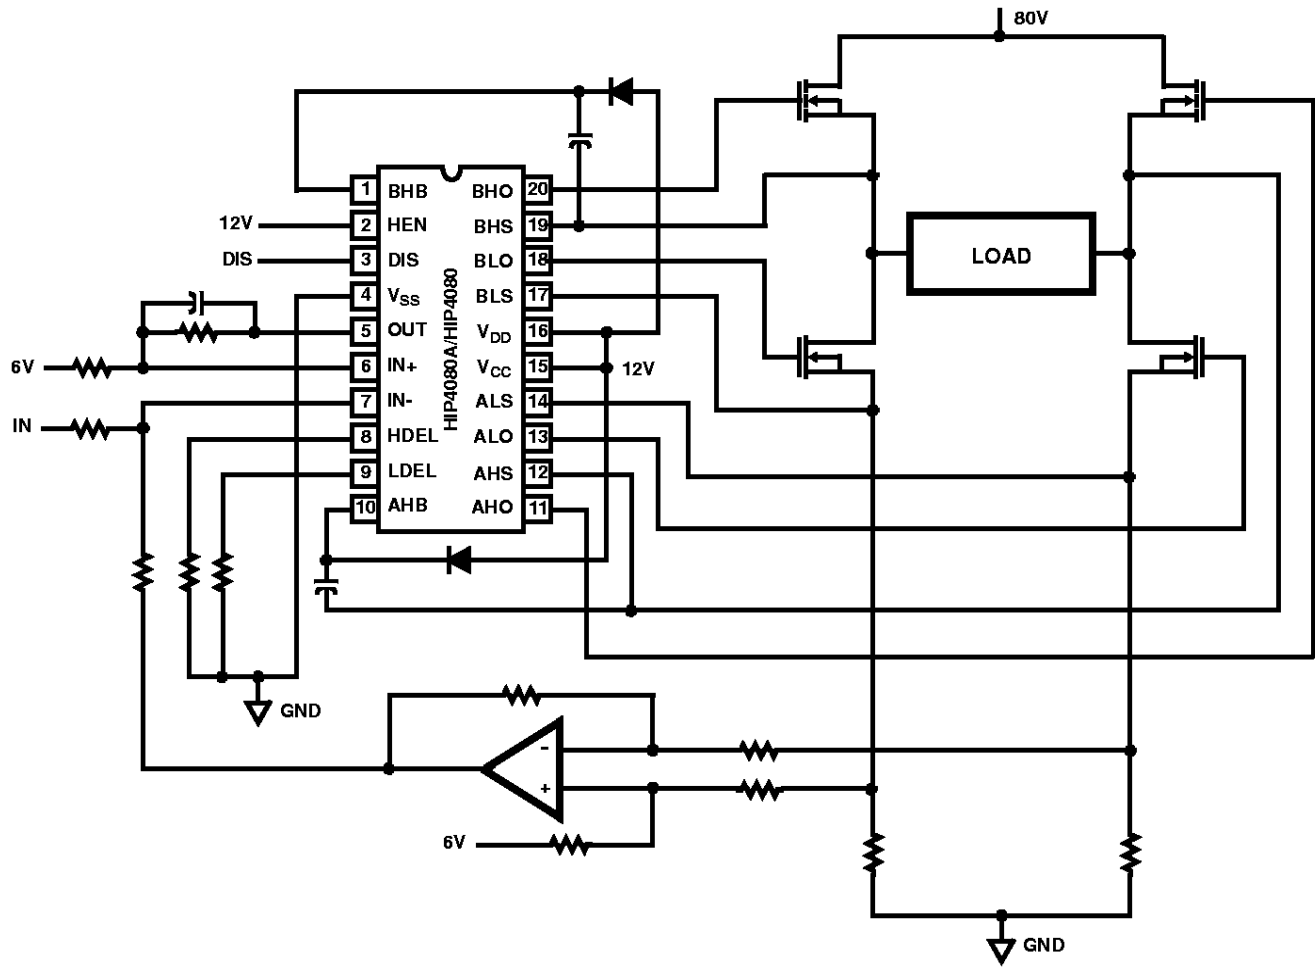 80V
1 BHB BHO 20
12V 2 HEN BHS 19
DIS 3 DIS BLO 18
4 VSS BLS 17
5 OUT VDD 16
6V 6 IN+ VCC 15 12V
IN 7 IN- ALS 14
8 HDEL ALO 13
9 LDEL AHS 12
10 AHB AHO 11
HIP4080A/HIP4080
LOAD
GND
-
+
6V
GND